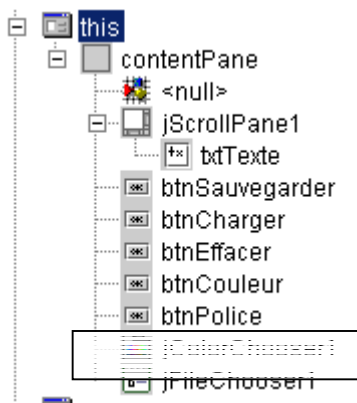 this
contentPane
<null>
jScrollPane1
txtTexte
btnSauvegarder
btnCharger
btnEffacer
btnCouleur
btnPolice
jColorChooser1
jFileChooser1